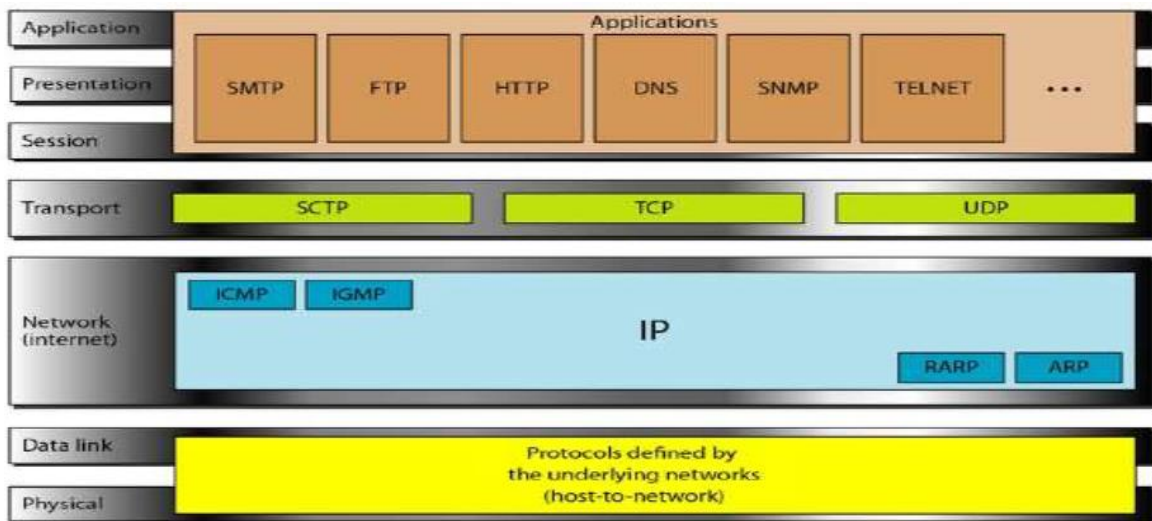 Application
Applications
Presentation
SMTP
FTP
HTTP
DNS
SNMP
TELNET
...
Session
Transport
SCTP
TCP
UDP
Network
(internet)
ICMP
IGMP
IP
RARP
ARP
Data link
Physical
Protocols defined by
the underlying networks
(host-to-network)